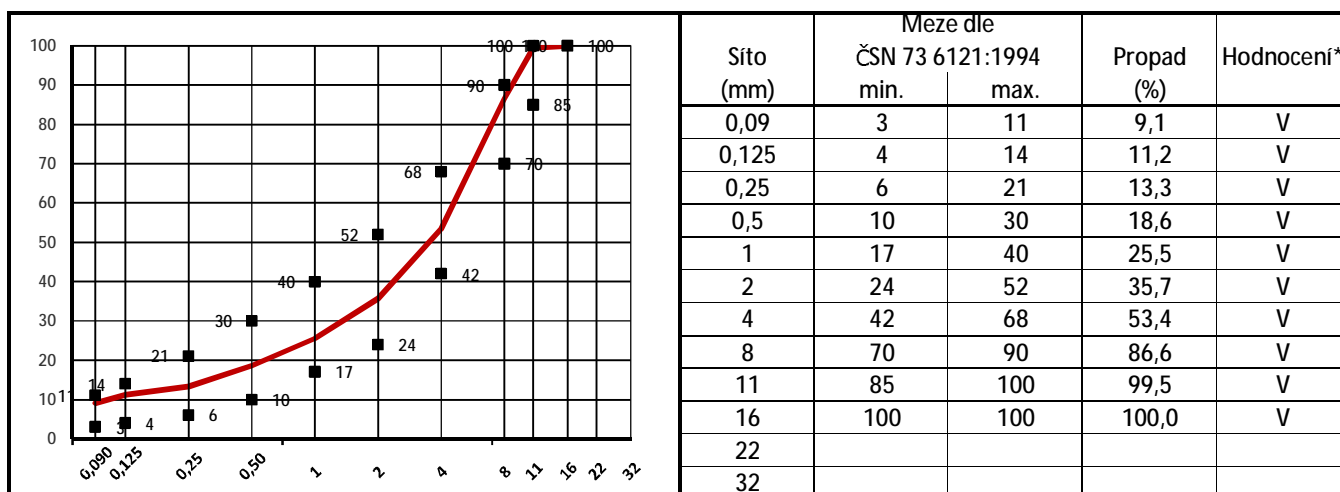 100
90
80
70
60
50
40
30
20
10
0
100 100 100
90
85
68
70
52
40
42
30
21
24
17
11 14
10
3 4 6
0,090 0,125 0,25 0,50 1 2 4 8 11 16 22 32
Meze dle
Síto ČSN 73 6121:1994 Propad Hodnocení*
(mm) min. max. (%)
0,09 3 11 9,1 V
0,125 4 14 11,2 V
0,25 6 21 13,3 V
0,5 10 30 18,6 V
1 17 40 25,5 V
2 24 52 35,7 V
4 42 68 53,4 V
8 70 90 86,6 V
11 85 100 99,5 V
16 100 100 100,0 V
22
32